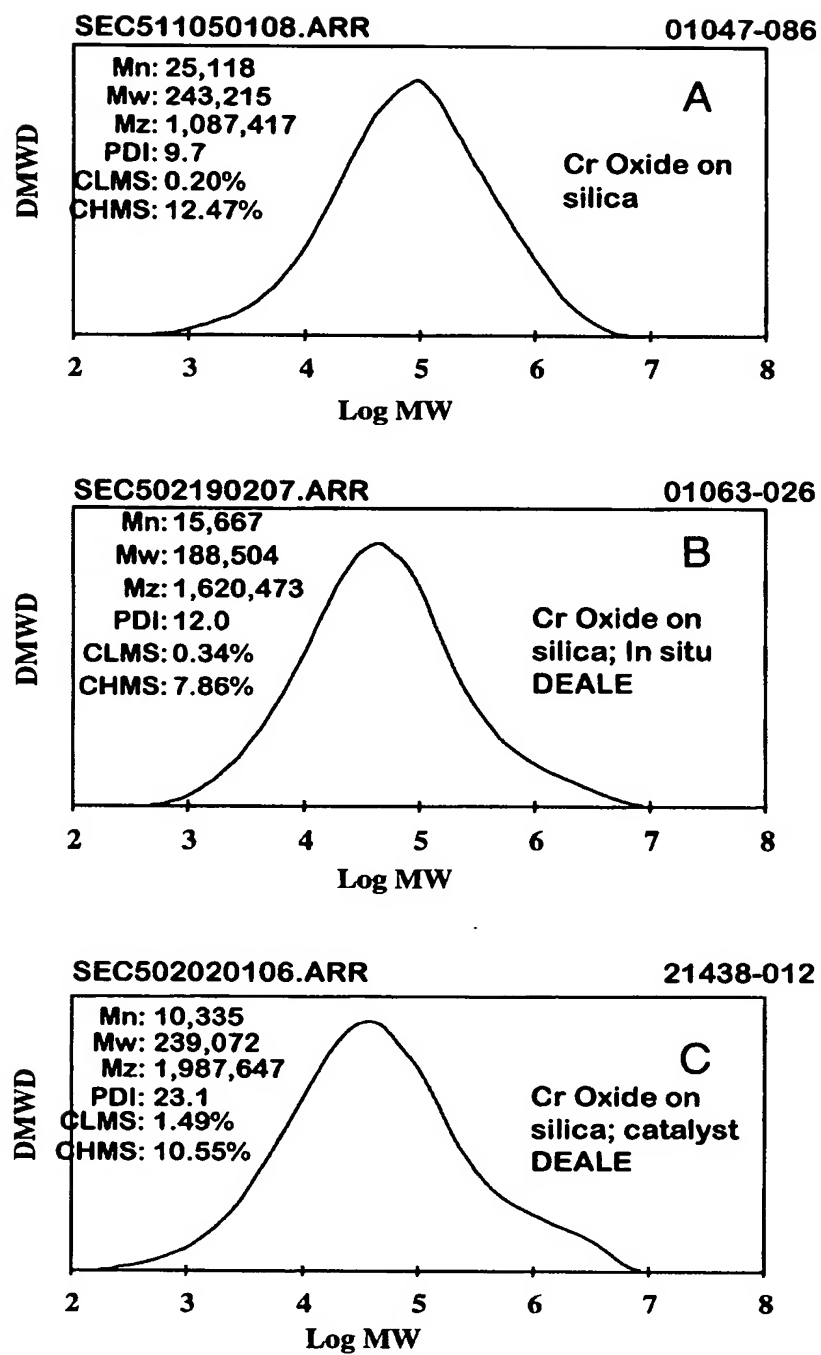 SEC511050108.ARR 01047-086
Mn: 25,118
Mw: 243,215
Mz: 1,087,417
PDI: 9.7
CLMS: 0.20%
CHMS: 12.47%
A
Cr Oxide on
silica
DMWD
2 3 4 5 6 7 8
Log MW
SEC502190207.ARR 01063-026
Mn: 15,667
Mw: 188,504
Mz: 1,620,473
PDI: 12.0
CLMS: 0.34%
CHMS: 7.86%
B
Cr Oxide on
silica; In situ
DEALE
DMWD
2 3 4 5 6 7 8
Log MW
SEC502020106.ARR 21438-012
Mn: 10,335
Mw: 239,072
Mz: 1,987,647
PDI: 23.1
CLMS: 1.49%
CHMS: 10.55%
C
Cr Oxide on
silica; catalyst
DEALE
DMWD
2 3 4 5 6 7 8
Log MW